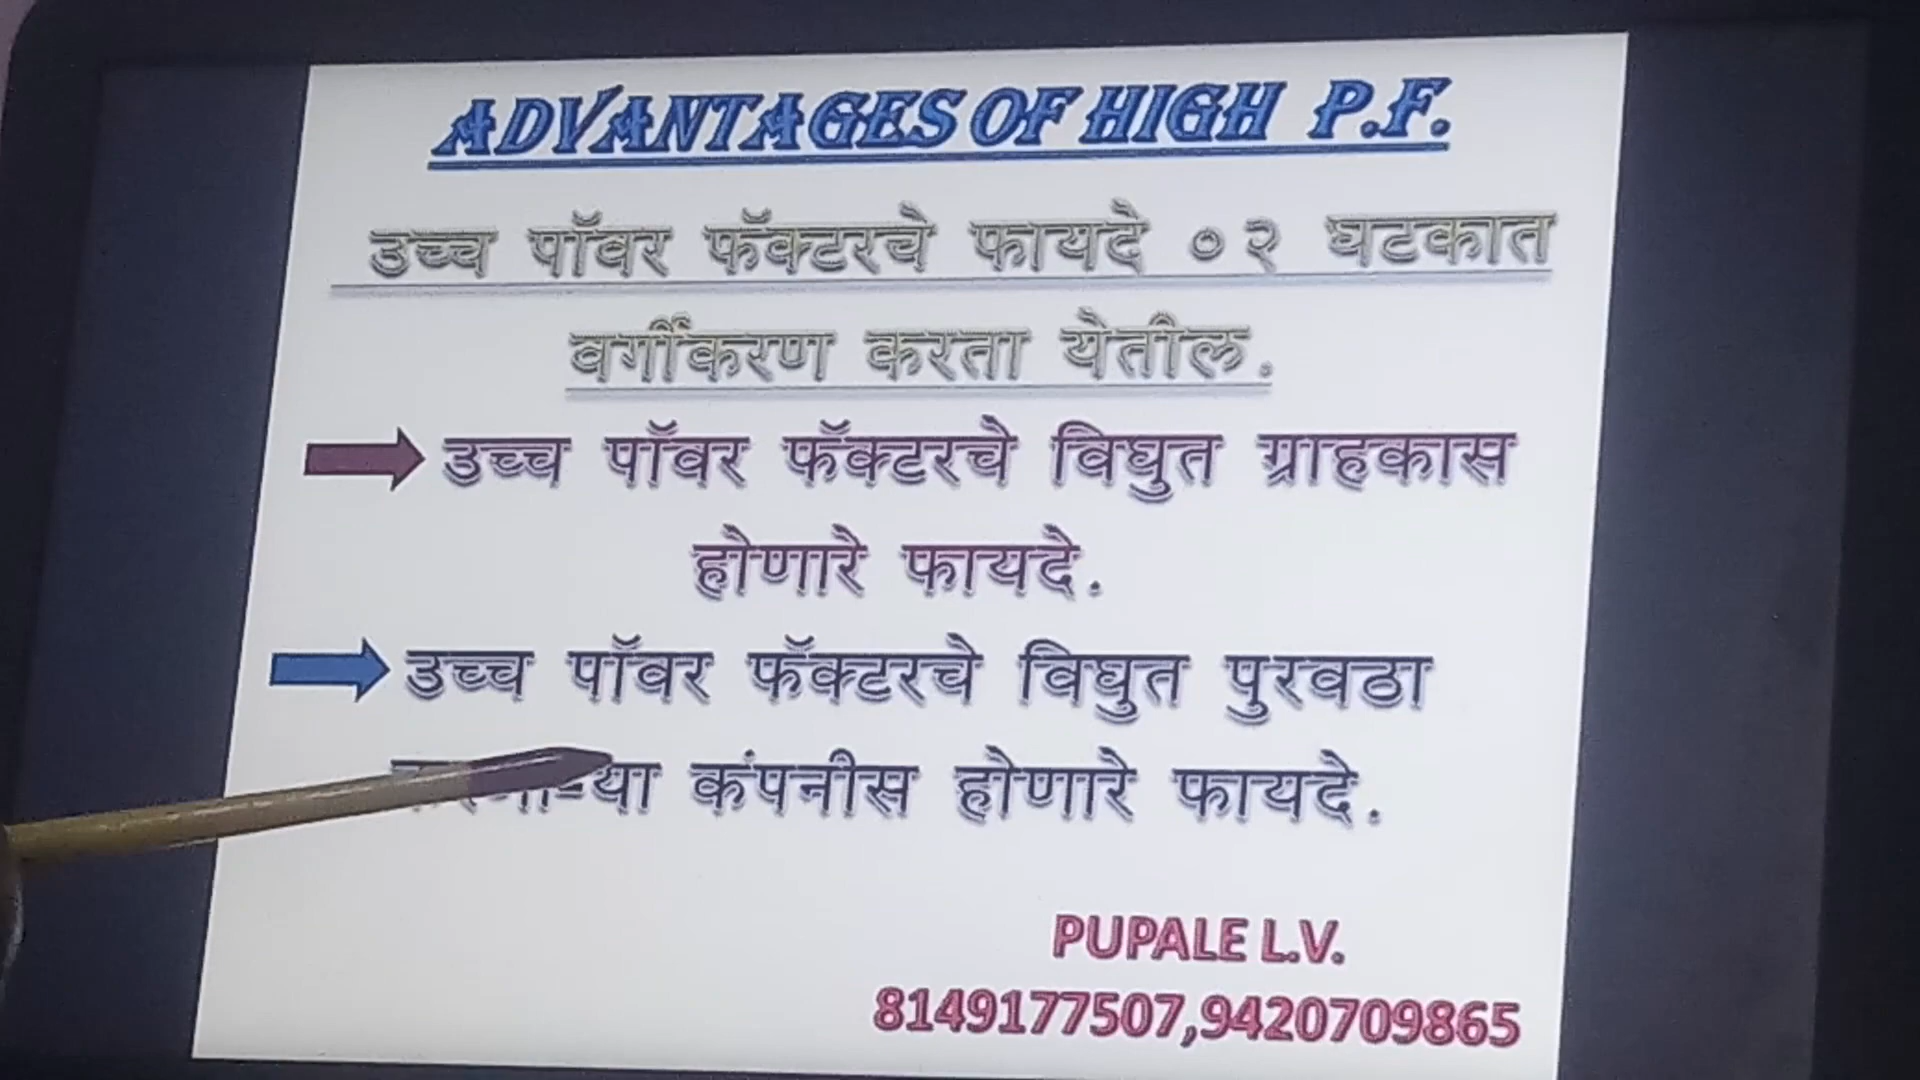 ADVANTAGES OF HIGH P.F.
उच्च पॉवर फॅक्टरचे फायदे ०२ घटकात
वर्गीकरण करता येतील.
उच्च पॉवर फॅक्टरचे विघुत ग्राहकास
होणारे फायदे.
उच्च पॉवर फॅक्टरचे विघुत पुरवठा
कंपनीस होणारे फायदे.
PUPALE L.V.
8149177507,9420709865